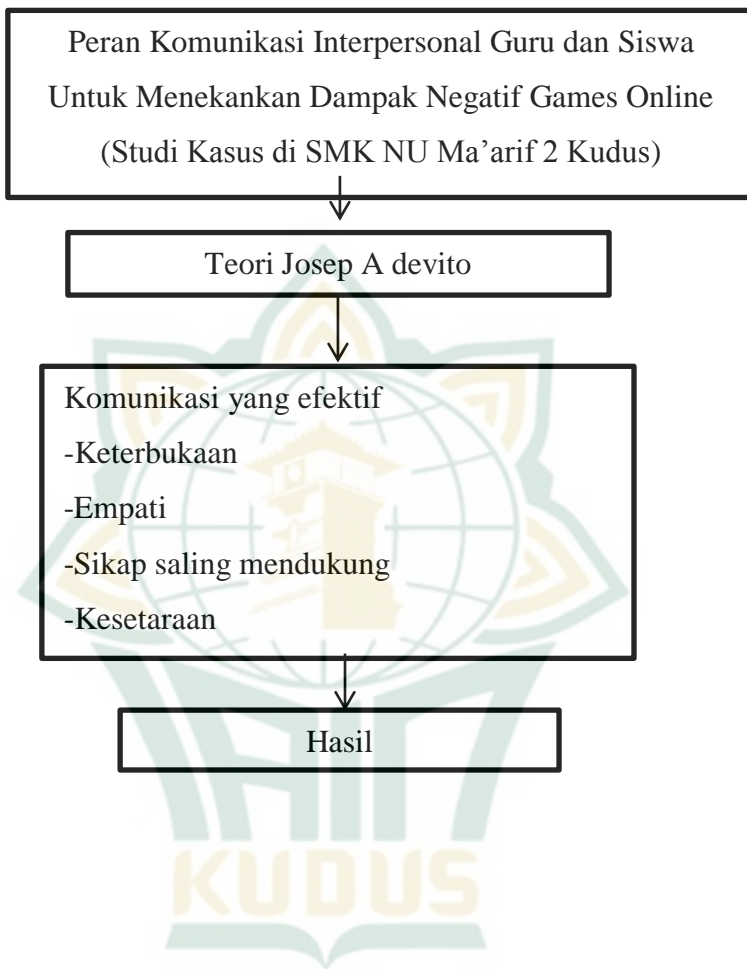 Peran Komunikasi Interpersonal Guru dan Siswa
Untuk Menekankan Dampak Negatif Games Online
(Studi Kasus di SMK NU Ma’arif 2 Kudus)
Teori Josep A devito
Komunikasi yang efektif
-Keterbukaan
-Empati
-Sikap saling mendukung
-Kesetaraan
Hasil
IAIN
KUDUS